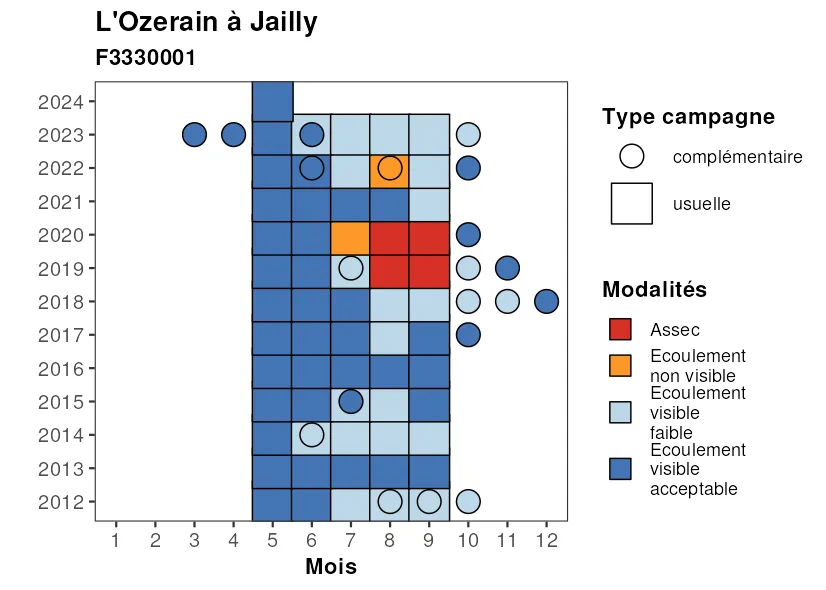 L'Ozerain à Jailly
F3330001
2024
2023
2022
2021
2020
2019
2018
2017
2016
2015
2014
2013
2012
1 2 3 4 5 6 7 8 9 10 11 12
Mois
Type campagne
complémentaire
usuelle
Modalités
Assec
Ecoulement
non visible
Ecoulement
visible
faible
Ecoulement
visible
acceptable